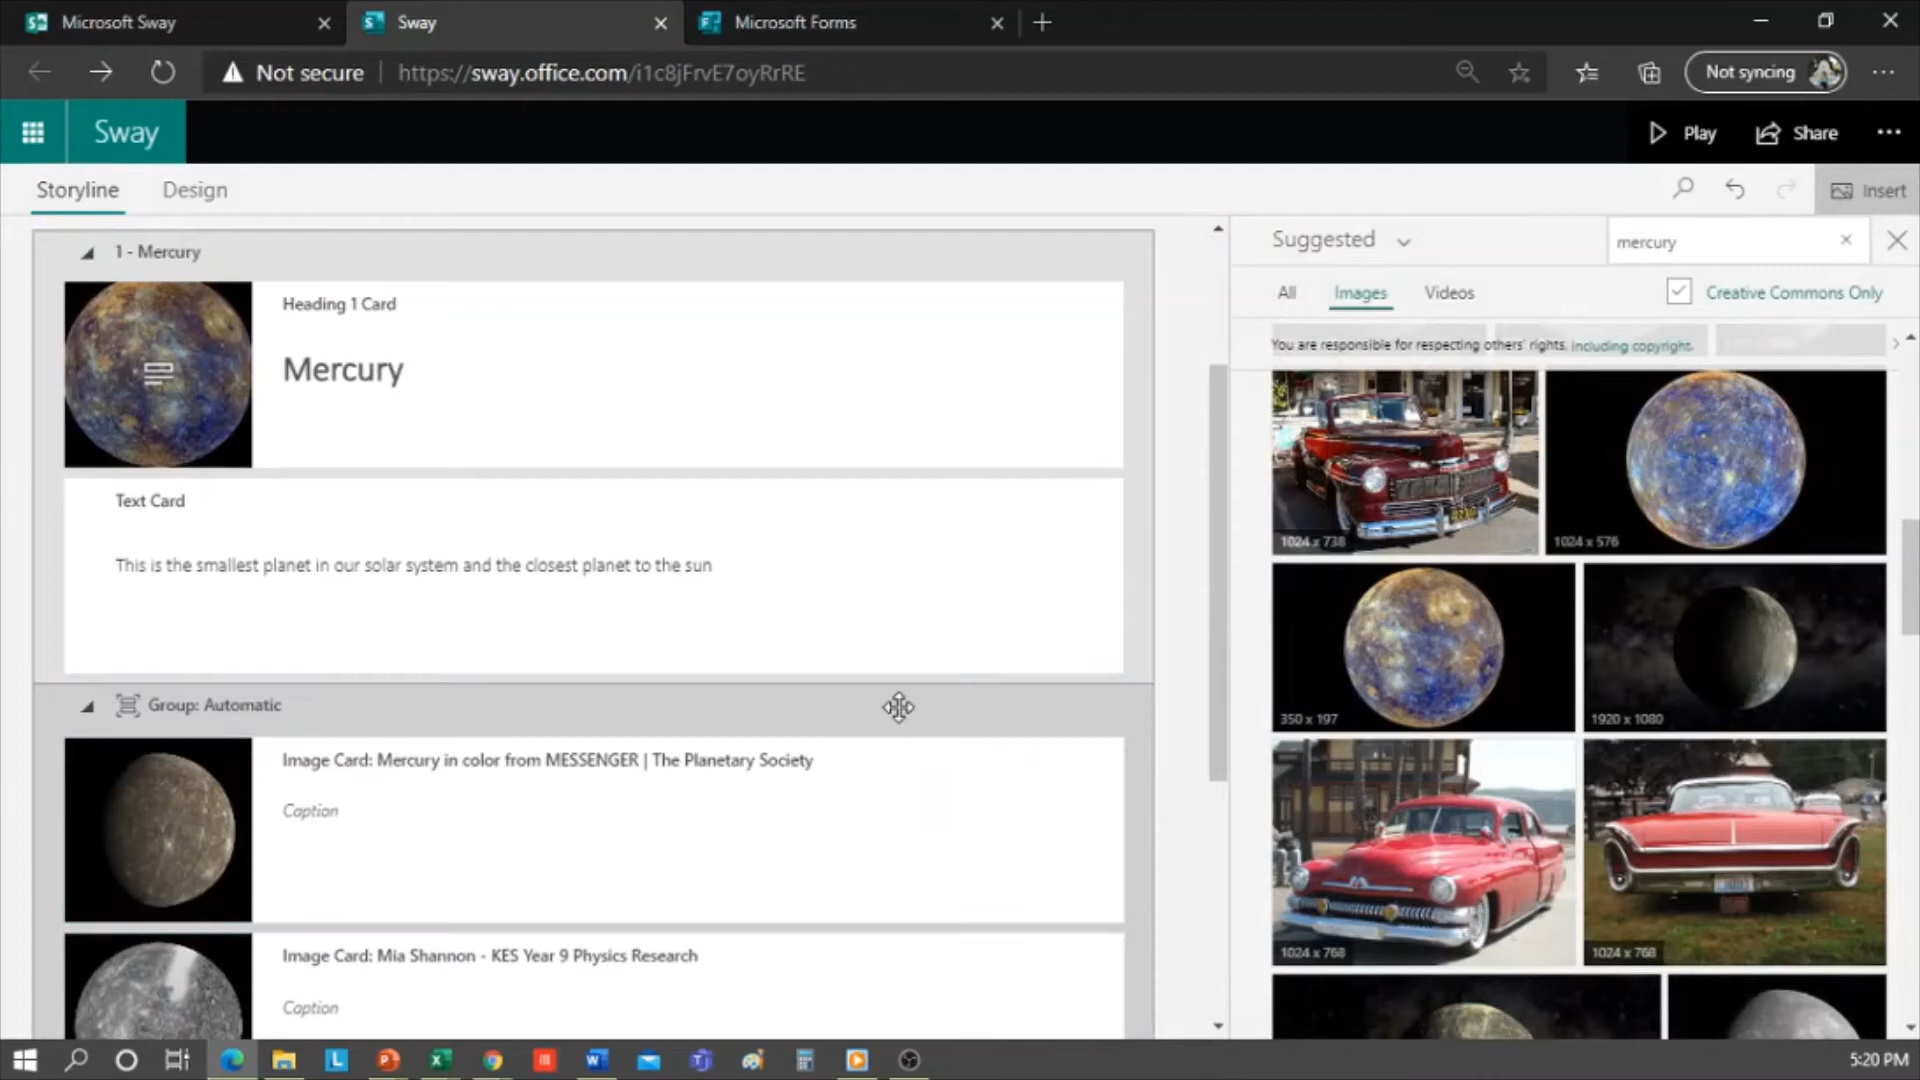 Microsoft Sway
Sway
Microsoft Forms
Not secure
https://sway.office.com/i1c8jFrvE7oyRrRE
Not syncing
Sway
Play
Share
Storyline
Design
Insert
1 - Mercury
Heading 1 Card
Mercury
Text Card
This is the smallest planet in our solar system and the closest planet to the sun
Group: Automatic
Image Card: Mercury in color from MESSENGER | The Planetary Society
Caption
Image Card: Mia Shannon - KES Year 9 Physics Research
Caption
Suggested
mercury
All
Images
Videos
Creative Commons Only
You are responsible for respecting others' rights, including copyright.
1024 x 738
1024 x 576
350 x 197
1920 x 1080
1024 x 768
1024 x 768
5:20 PM